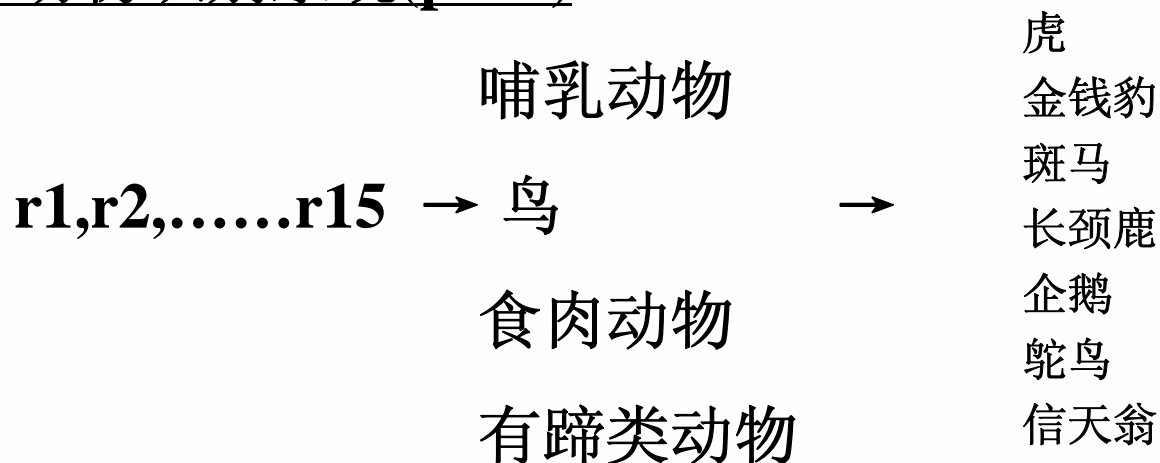 哺乳动物
r1,r2,……r15 → 鸟 →
食肉动物
有蹄类动物
虎
金钱豹
斑马
长颈鹿
企鹅
鸵鸟
信天翁